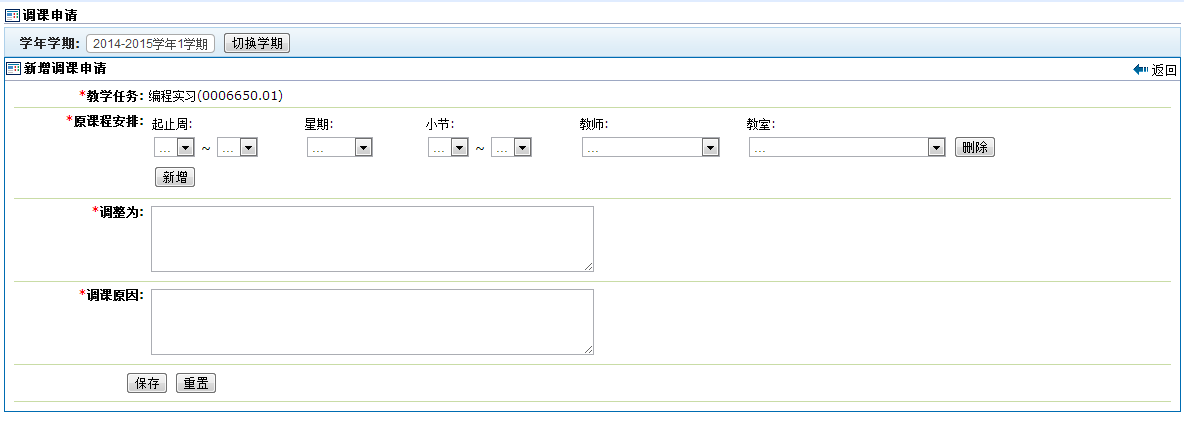 调课申请
学年学期: 2014-2015学年1学期 切换学期
新增调课申请 返回
*教学任务: 编程实习(0006650.01)
*原课程安排: 起止周: 星期: 小节: 教师: 教室:
... ~ ... ... ... ~ ... ... ... 删除
新增
*调整为:
*调课原因:
保存 重置